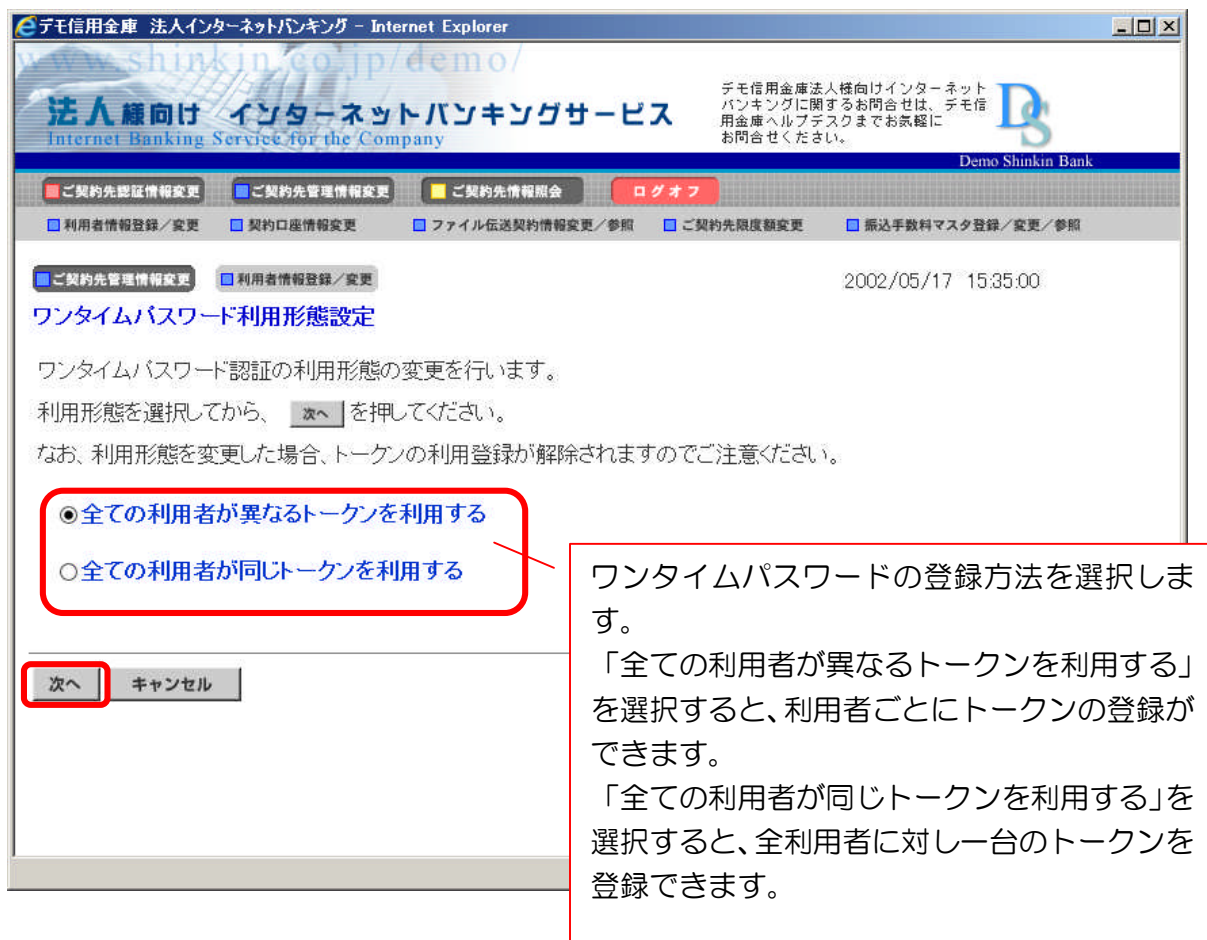 デモ信用金庫 法人インターネットバンキング - Internet Explorer
www.shinkin.co.jp/demo/
法人様向け インターネットバンキングサービス
Internet Banking Service for the Company
デモ信用金庫法人様向けインターネット
バンキングに関するお問合せは、デモ信
用金庫ヘルプデスクまでお気軽に
お問合せください。
DS
Demo Shinkin Bank
ご契約先認証情報変更 ご契約先管理情報変更 ご契約先情報照会 ログオフ
利用者情報登録／変更 契約口座情報変更 ファイル伝送契約情報変更／参照 ご契約先限度額変更 振込手数料マスタ登録／変更／参照
ご契約先管理情報変更 利用者情報登録／変更 2002/05/17 15:35:00
ワンタイムパスワード利用形態設定
ワンタイムパスワード認証の利用形態の変更を行います。
利用形態を選択してから、 次へ を押してください。
なお、利用形態を変更した場合、トークンの利用登録が解除されますのでご注意ください。
全ての利用者が異なるトークンを利用する
全ての利用者が同じトークンを利用する
次へ キャンセル
ワンタイムパスワードの登録方法を選択しま
す。
「全ての利用者が異なるトークンを利用する」
を選択すると、利用者ごとにトークンの登録が
できます。
「全ての利用者が同じトークンを利用する」を
選択すると、全利用者に対し一台のトークンを
登録できます。